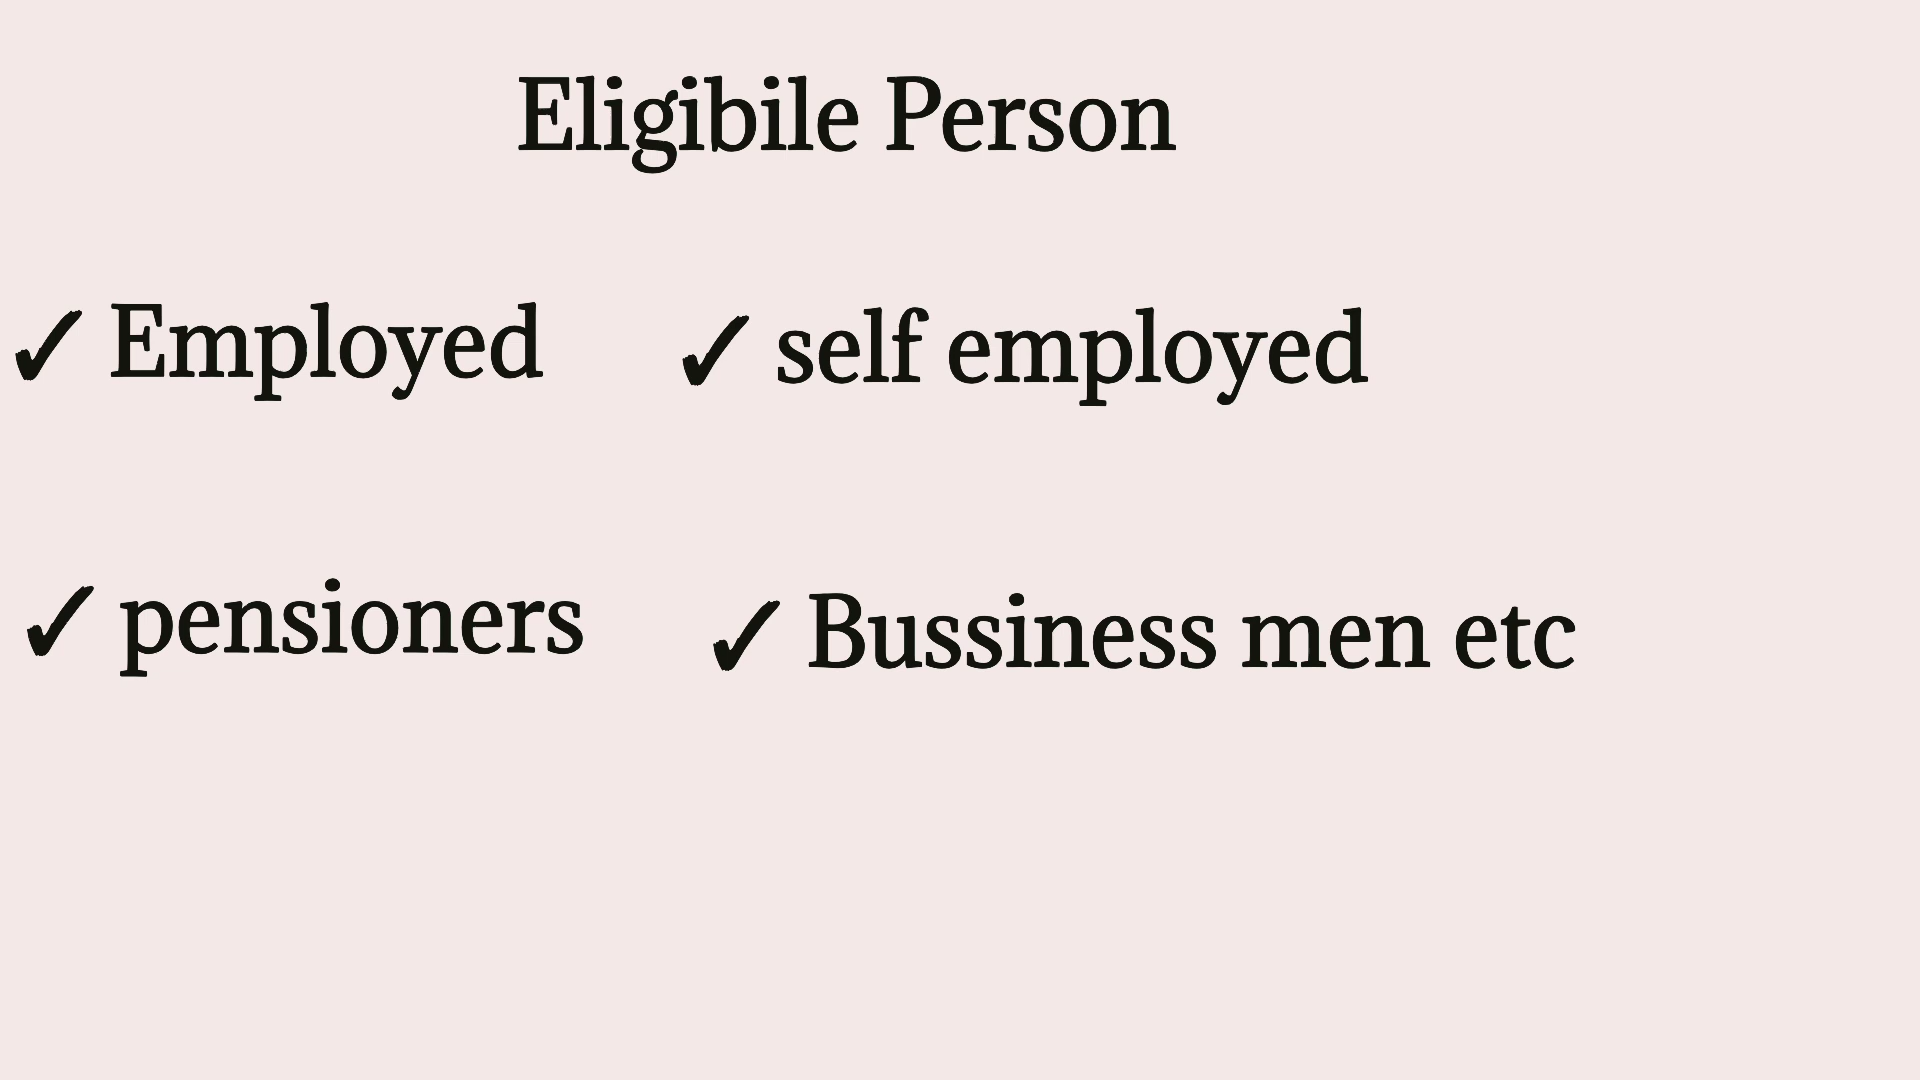 Eligibile Person
✓ Employed ✓ self employed
✓ pensioners ✓ Bussiness men etc